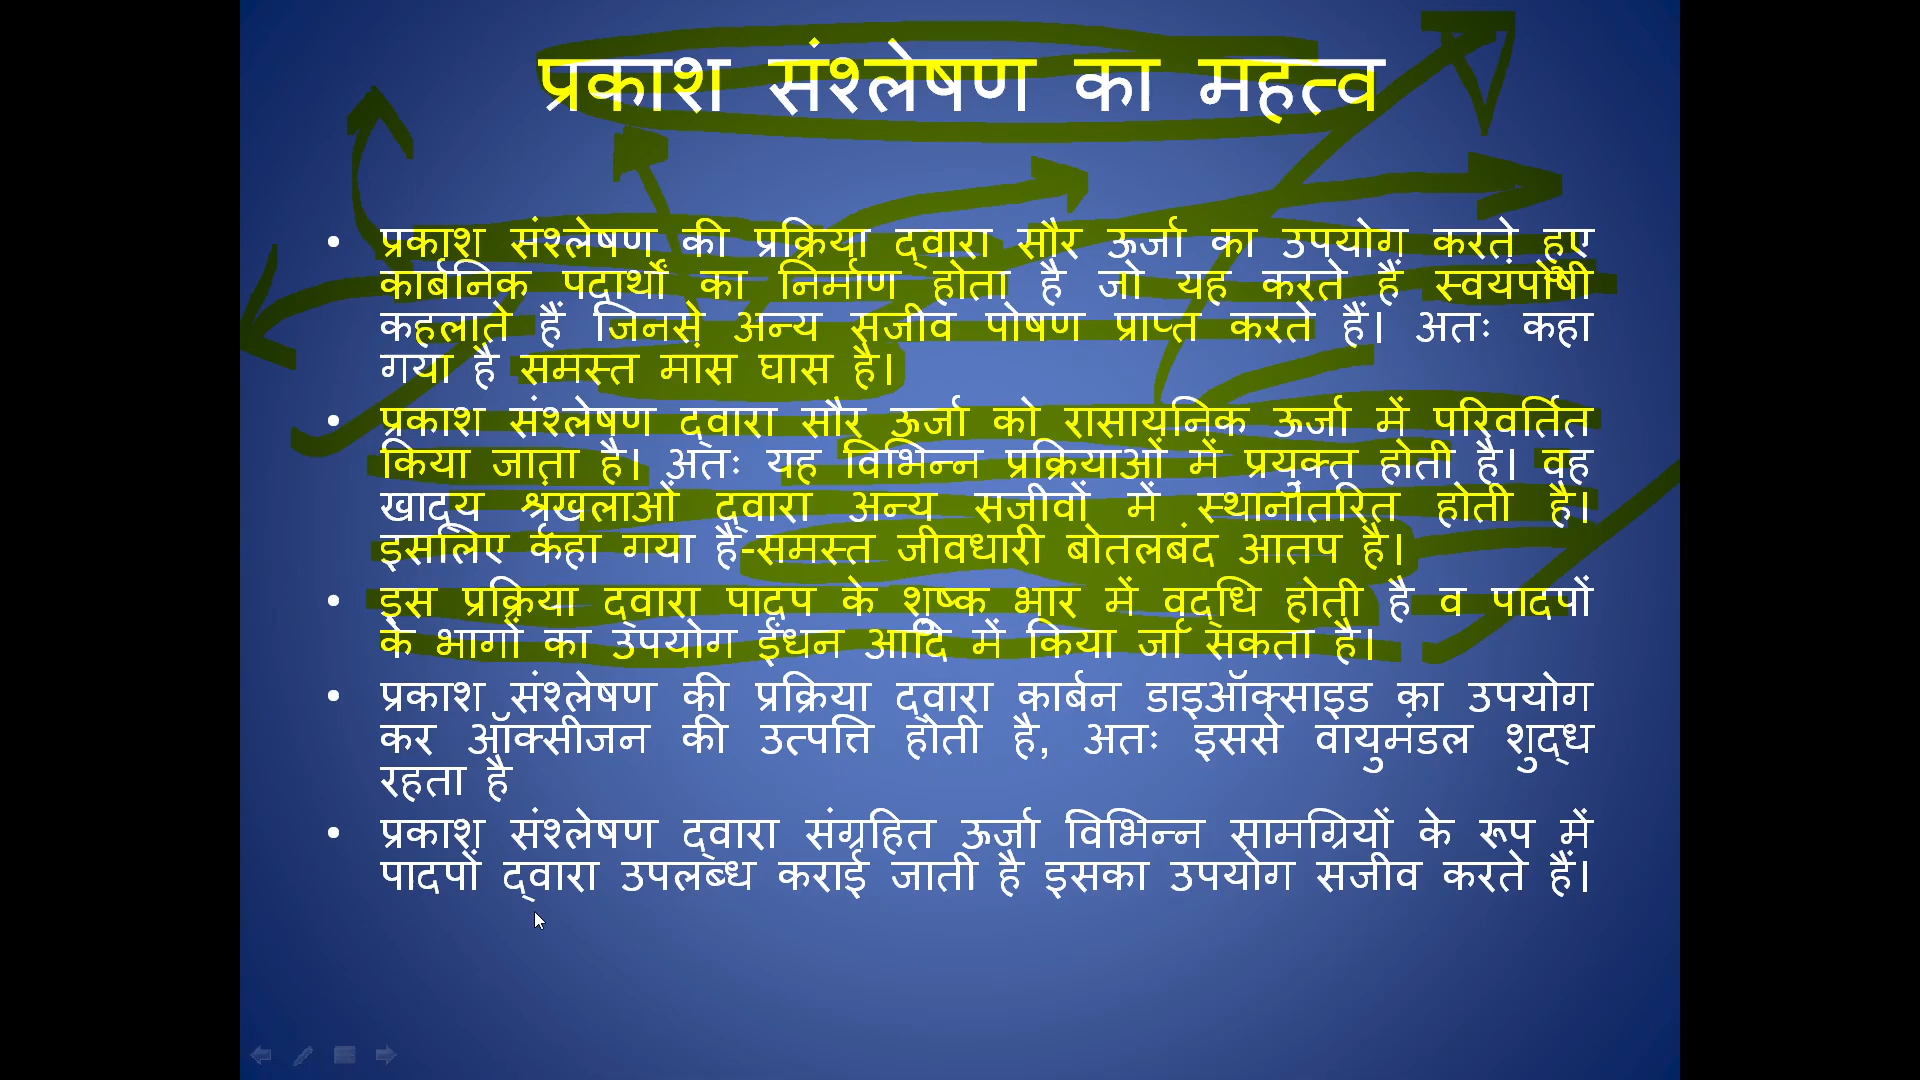 प्रकाश संश्लेषण का महत्व
• प्रकाश संश्लेषण की प्रक्रिया द्वारा सौर ऊर्जा का उपयोग करते हुए
कार्बनिक पदार्थों का निर्माण होता है जो यह करते हैं स्वयंपोषी
कहलाते हैं जिनसे अन्य सजीव पोषण प्राप्त करते हैं। अतः कहा
गया है समस्त मांस घास है।
• प्रकाश संश्लेषण द्वारा सौर ऊर्जा को रासायनिक ऊर्जा में परिवर्तित
किया जाता है। अतः यह विभिन्न प्रक्रियाओं में प्रयुक्त होती है। वह
खाद्य श्रृंखलाओं द्वारा अन्य सजीवों में स्थानांतरित होती है।
इसलिए कहा गया है-समस्त जीवधारी बोतलबंद आतप है।
• इस प्रक्रिया द्वारा पादप के शुष्क भार में वृद्धि होती है व पादपों
के भागों का उपयोग ईंधन आदि में किया जा सकता है।
• प्रकाश संश्लेषण की प्रक्रिया द्वारा कार्बन डाइऑक्साइड का उपयोग
कर ऑक्सीजन की उत्पत्ति होती है, अतः इससे वायुमंडल शुद्ध
रहता है
• प्रकाश संश्लेषण द्वारा संग्रहित ऊर्जा विभिन्न सामग्रियों के रूप में
पादपों द्वारा उपलब्ध कराई जाती है इसका उपयोग सजीव करते हैं।